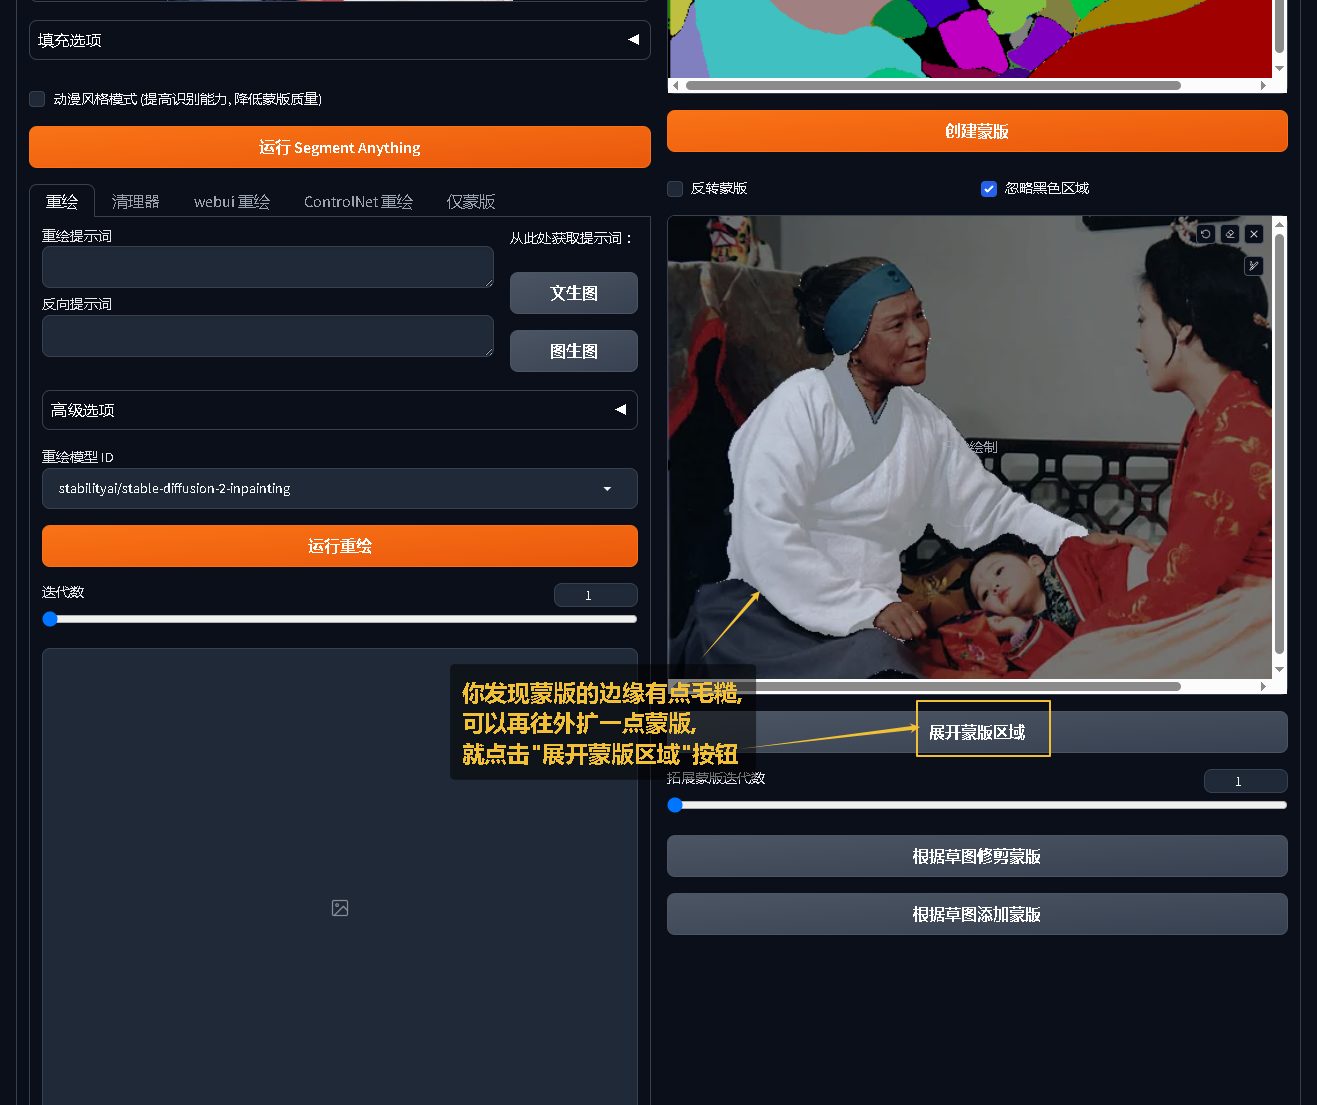 填充选项
动漫风格模式 (提高识别能力, 降低蒙版质量)
运行 Segment Anything
重绘
清理器
webui 重绘
ControlNet 重绘
仅蒙版
重绘提示词
从此处获取提示词：
文生图
反向提示词
图生图
高级选项
重绘模型 ID
stabilityai/stable-diffusion-2-inpainting
运行重绘
迭代数
1
创建蒙版
反转蒙版
忽略黑色区域
绘制
你发现蒙版的边缘有点毛糙,
可以再往外扩一点蒙版,
就点击"展开蒙版区域"按钮
展开蒙版区域
拓展蒙版迭代数
1
根据草图修剪蒙版
根据草图添加蒙版